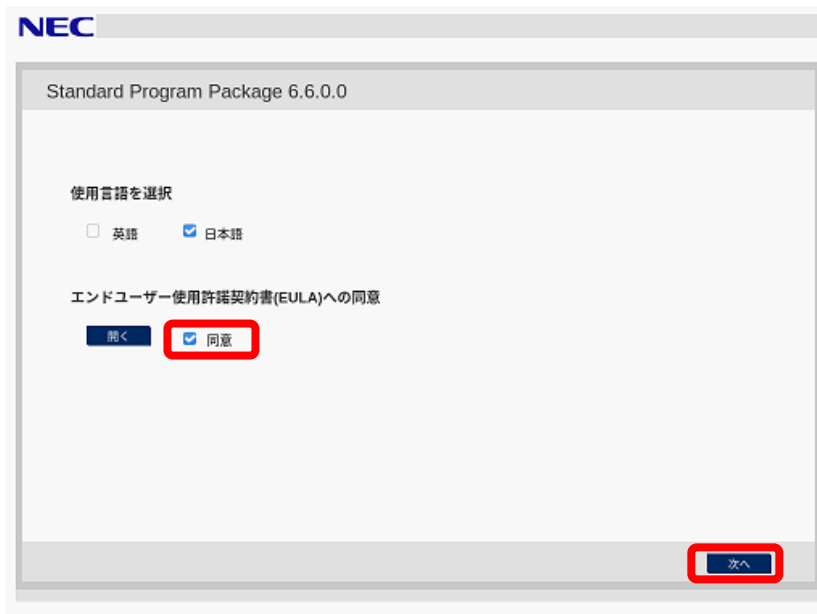 NEC
Standard Program Package 6.6.0.0
使用言語を選択
英語 日本語
エンドユーザー使用許諾契約書(EULA)への同意
開く 同意
次へ